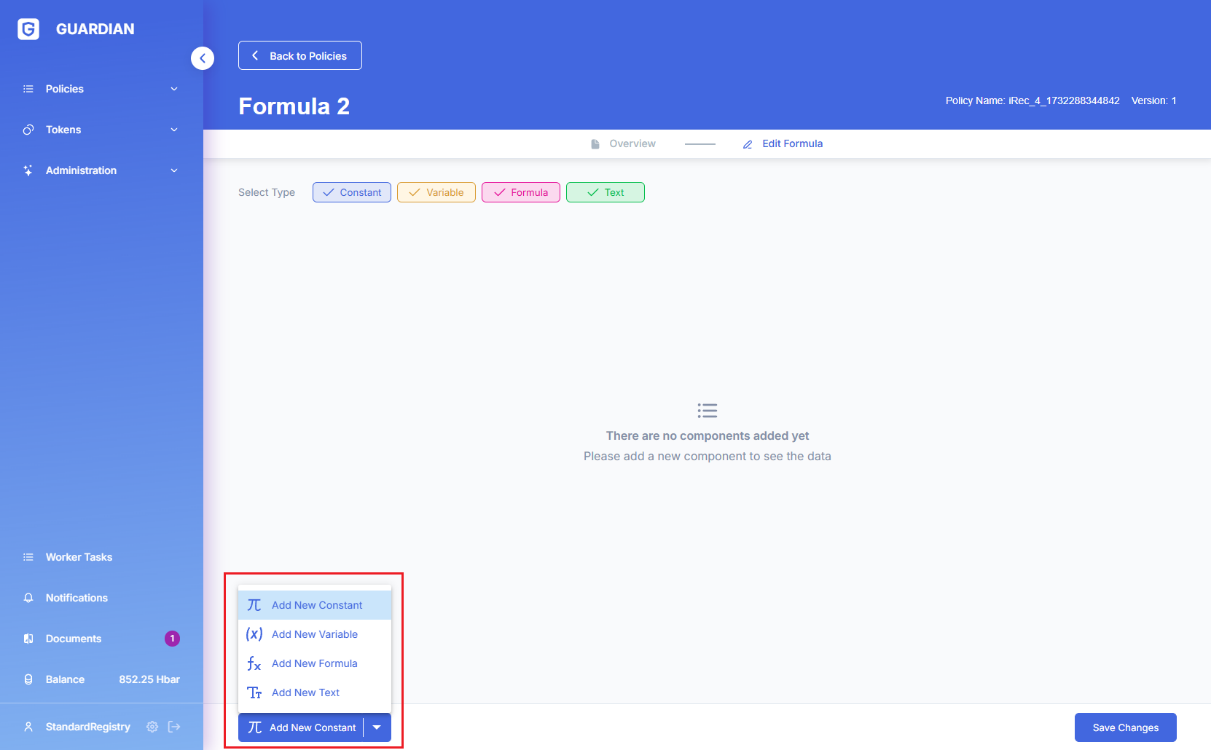 GUARDIAN
Policies
Tokens
Administration
Worker Tasks
Notifications
Documents 1
Balance 852.25 Hbar
StandardRegistry
Back to Policies
Formula 2
Policy Name: iRec_4_1732288344842 Version: 1
Overview Edit Formula
Select Type Constant Variable Formula Text
There are no components added yet
Please add a new component to see the data
π Add New Constant
(x) Add New Variable
fx Add New Formula
TT Add New Text
π Add New Constant
Save Changes